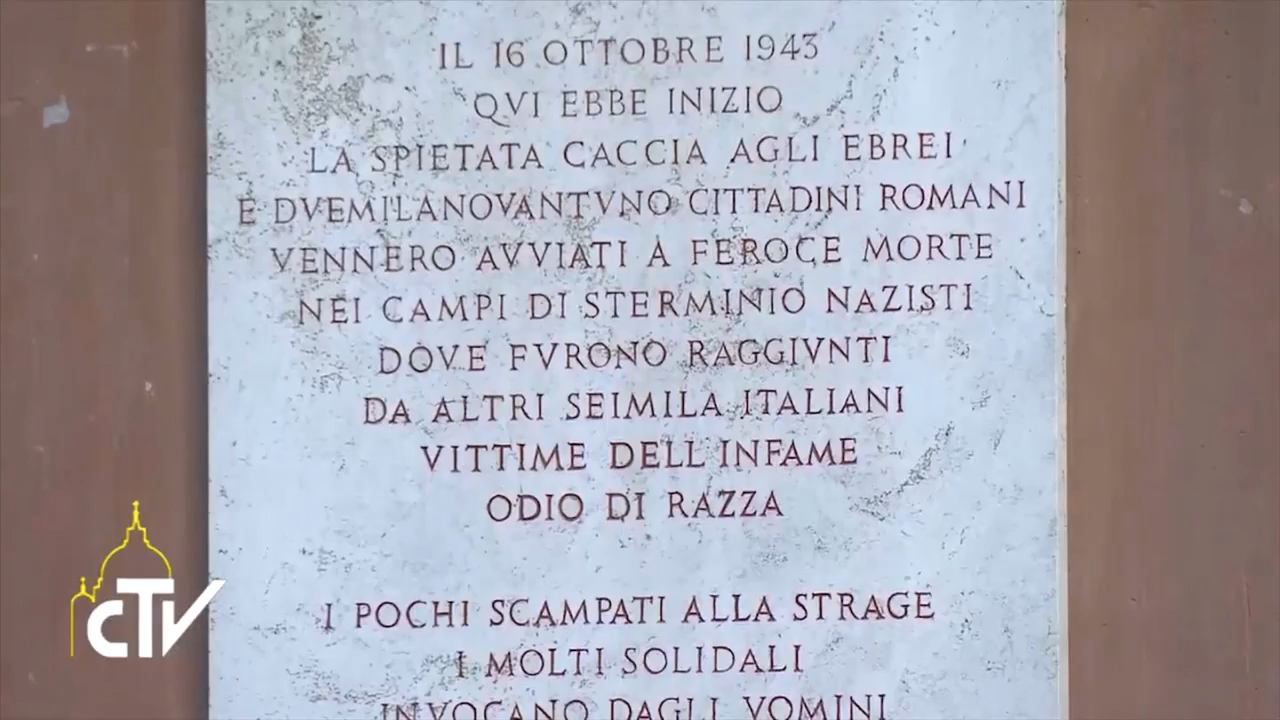 IL 16 OTTOBRE 1943
QVI EBBE INIZIO
LA SPIETATA CACCIA AGLI EBREI
E DVEMILANOVANTVNO CITTADINI ROMANI
VENNERO AVVIATI A FEROCE MORTE
NEI CAMPI DI STERMINIO NAZISTI
DOVE FVRONO RAGGIVNTI
DA ALTRI SEIMILA ITALIANI
VITTIME DELL'INFAME
ODIO DI RAZZA
I POCHI SCAMPATI ALLA STRAGE
I MOLTI SOLIDALI
INVOCANO DAGLI VOMINI
CTV